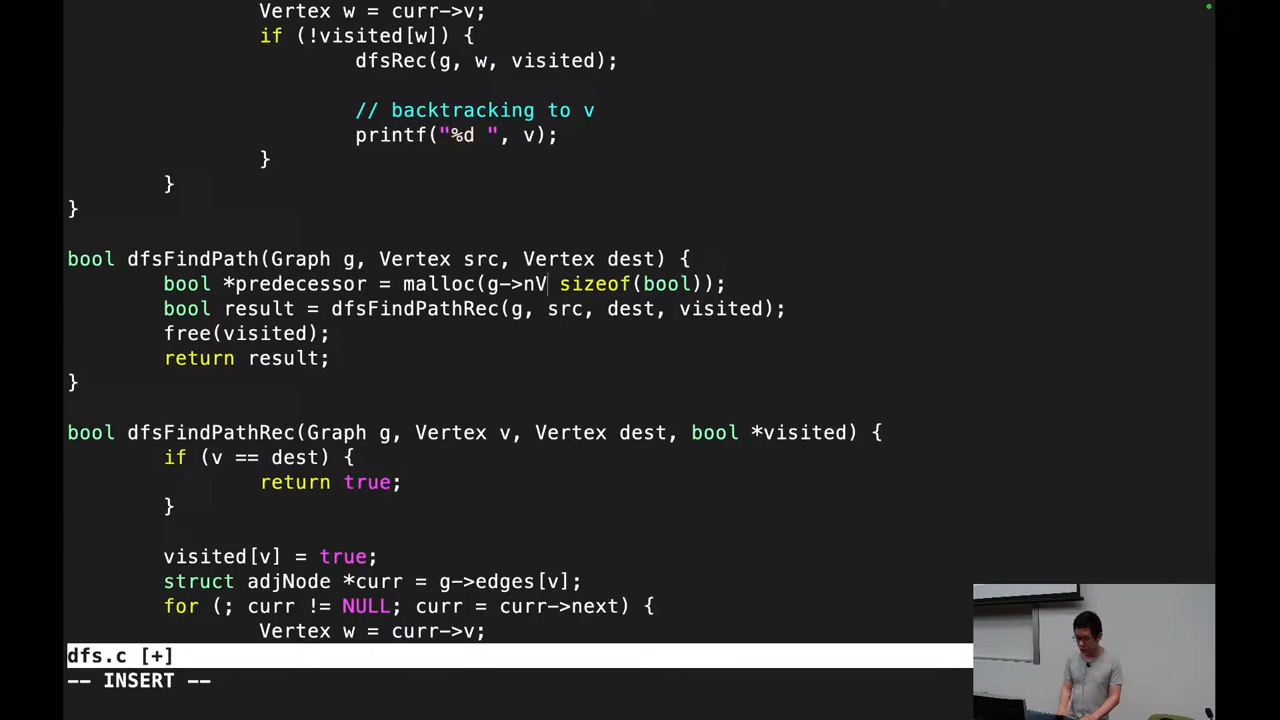 Vertex w = curr->v;
if (!visited[w]) {
dfsRec(g, w, visited);
// backtracking to v
printf("%d ", v);
}
}
}
bool dfsFindPath(Graph g, Vertex src, Vertex dest) {
bool *predecessor = malloc(g->nV sizeof(bool));
bool result = dfsFindPathRec(g, src, dest, visited);
free(visited);
return result;
}
bool dfsFindPathRec(Graph g, Vertex v, Vertex dest, bool *visited) {
if (v == dest) {
return true;
}
visited[v] = true;
struct adjNode *curr = g->edges[v];
for (; curr != NULL; curr = curr->next) {
Vertex w = curr->v;
dfs.c [+]
-- INSERT --